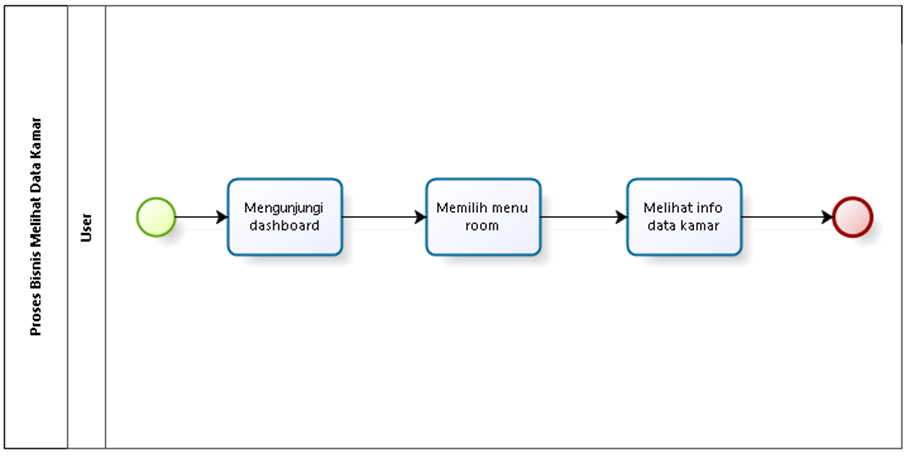 Proses Bisnis Melihat Data Kamar
User
Mengunjungi
dashboard
Memilih menu
room
Melihat info
data kamar